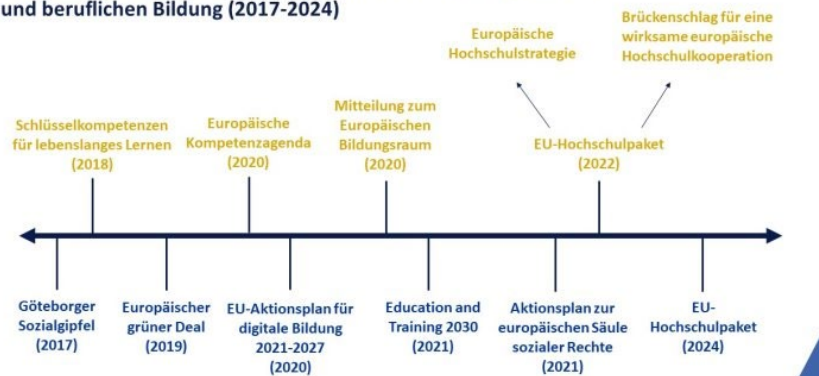 und beruflichen Bildung (2017-2024)
Europäische
Hochschulstrategie
Brückenschlag für eine
wirksame europäische
Hochschulkooperation
Schlüsselkompetenzen
für lebenslanges Lernen
(2018)
Europäische
Kompetenzagenda
(2020)
Mitteilung zum
Europäischen
Bildungsraum
(2020)
EU-Hochschulpaket
(2022)
Göteborger
Sozialgipfel
(2017)
Europäischer
grüner Deal
(2019)
EU-Aktionsplan für
digitale Bildung
2021-2027
(2020)
Education and
Training 2030
(2021)
Aktionsplan zur
europäischen Säule
sozialer Rechte
(2021)
EU-
Hochschulpaket
(2024)